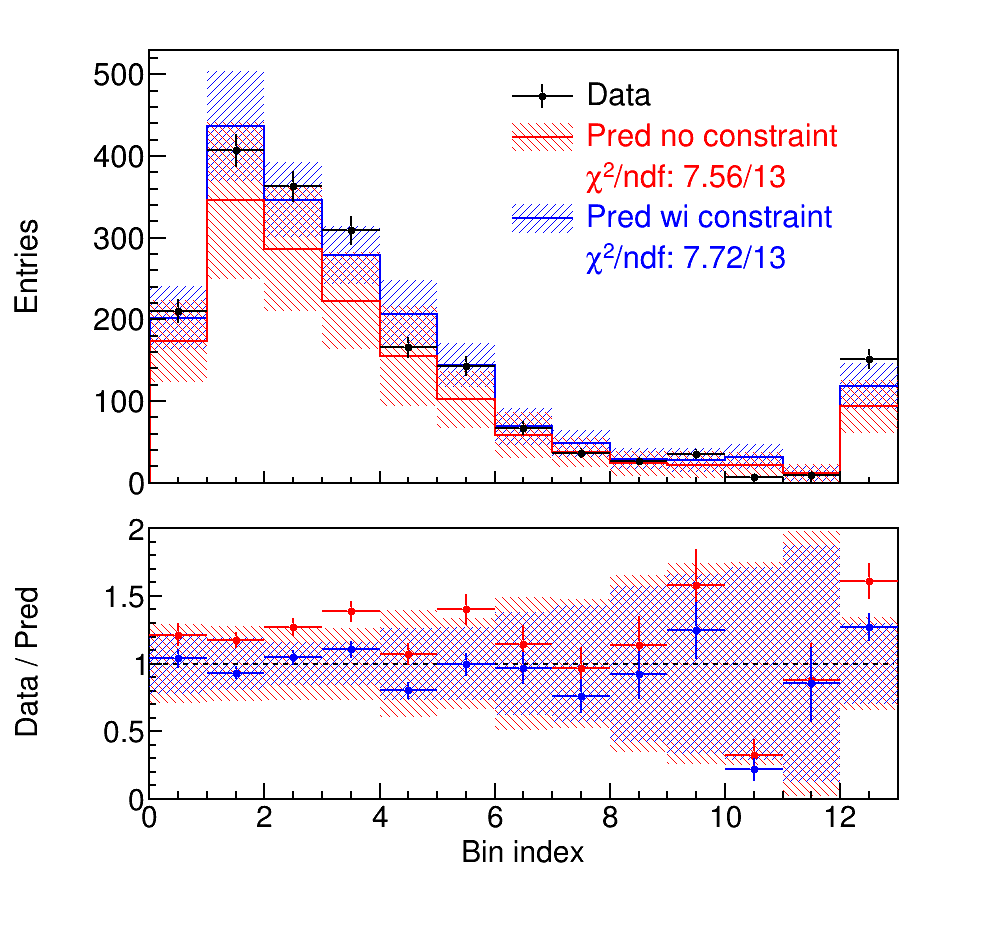 Entries
500
400
300
200
100
0
Data
Pred no constraint
χ²/ndf: 7.56/13
Pred wi constraint
χ²/ndf: 7.72/13
Data / Pred
2
1.5
1
0.5
0
0 2 4 6 8 10 12
Bin index